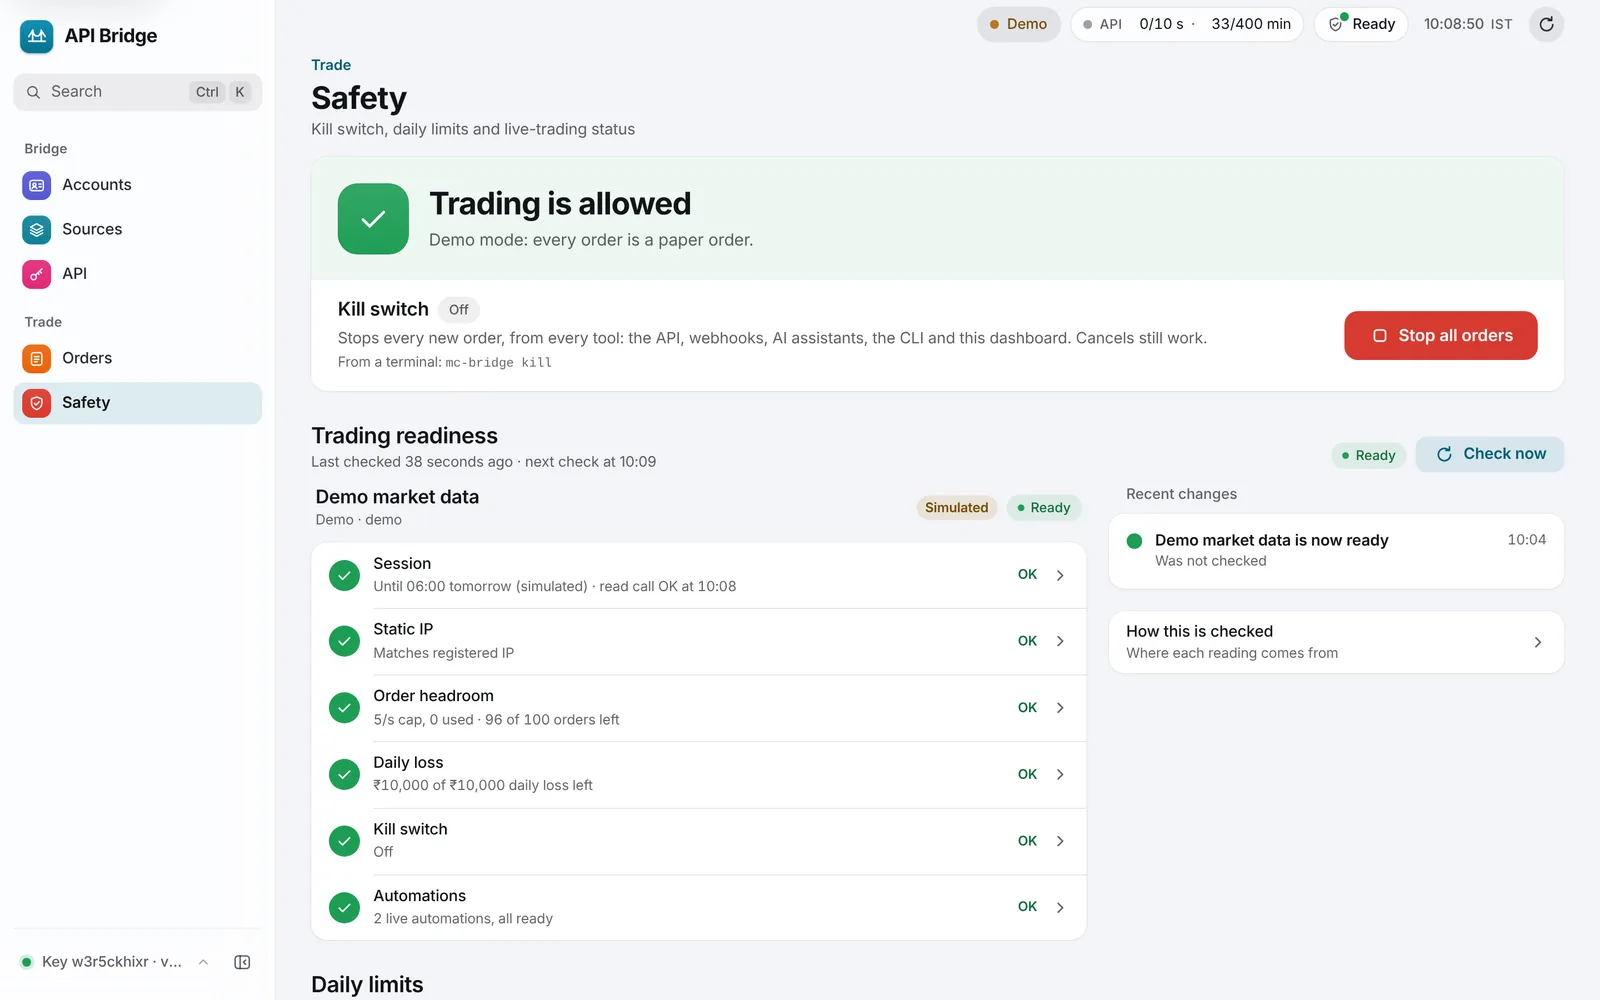 API Bridge
Search Ctrl K
Bridge
Accounts
Sources
API
Trade
Orders
Safety
Key w3r5ckhixr · v...
Demo
API 0/10 s · 33/400 min
Ready
10:08:50 IST
Trade
Safety
Kill switch, daily limits and live-trading status
Trading is allowed
Demo mode: every order is a paper order.
Kill switch Off
Stops every new order, from every tool: the API, webhooks, AI assistants, the CLI and this dashboard. Cancels still work.
From a terminal: mc-bridge kill
Stop all orders
Trading readiness
Last checked 38 seconds ago · next check at 10:09
Ready
Check now
Demo market data
Demo · demo
Simulated
Ready
Session
Until 06:00 tomorrow (simulated) · read call OK at 10:08
OK
Static IP
Matches registered IP
OK
Order headroom
5/s cap, 0 used · 96 of 100 orders left
OK
Daily loss
₹10,000 of ₹10,000 daily loss left
OK
Kill switch
Off
OK
Automations
2 live automations, all ready
OK
Recent changes
Demo market data is now ready 10:04
Was not checked
How this is checked
Where each reading comes from
Daily limits